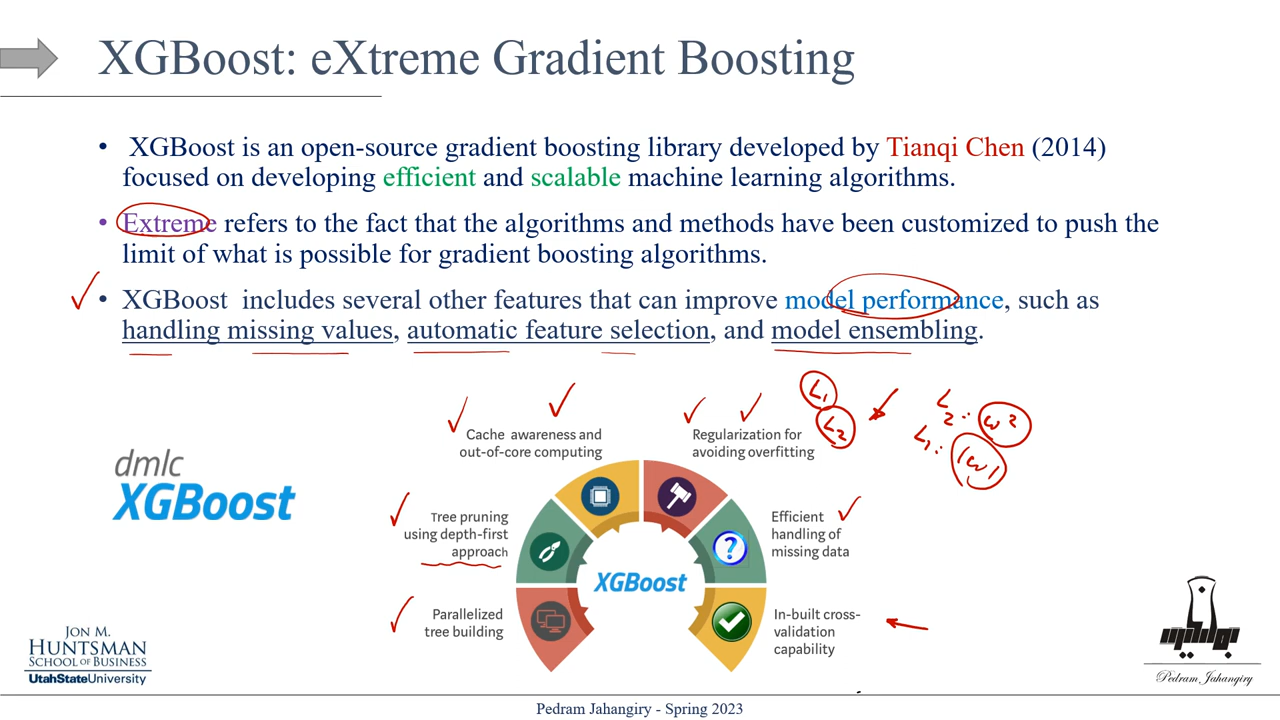 XGBoost: eXtreme Gradient Boosting
• XGBoost is an open-source gradient boosting library developed by Tianqi Chen (2014)
focused on developing efficient and scalable machine learning algorithms.
• Extreme refers to the fact that the algorithms and methods have been customized to push the
limit of what is possible for gradient boosting algorithms.
• XGBoost includes several other features that can improve model performance, such as
handling missing values, automatic feature selection, and model ensembling.
L1
L2
L2: w2
L1: |w|
Cache awareness and
out-of-core computing
Regularization for
avoiding overfitting
dmlc
XGBoost
Tree pruning
using depth-first
approach
Efficient
handling of
missing data
XGBoost
Parallelized
tree building
In-built cross-
validation
capability
JON M.
HUNTSMAN
SCHOOL OF BUSINESS
UtahStateUniversity
Pedram Jahangiry
Pedram Jahangiry - Spring 2023